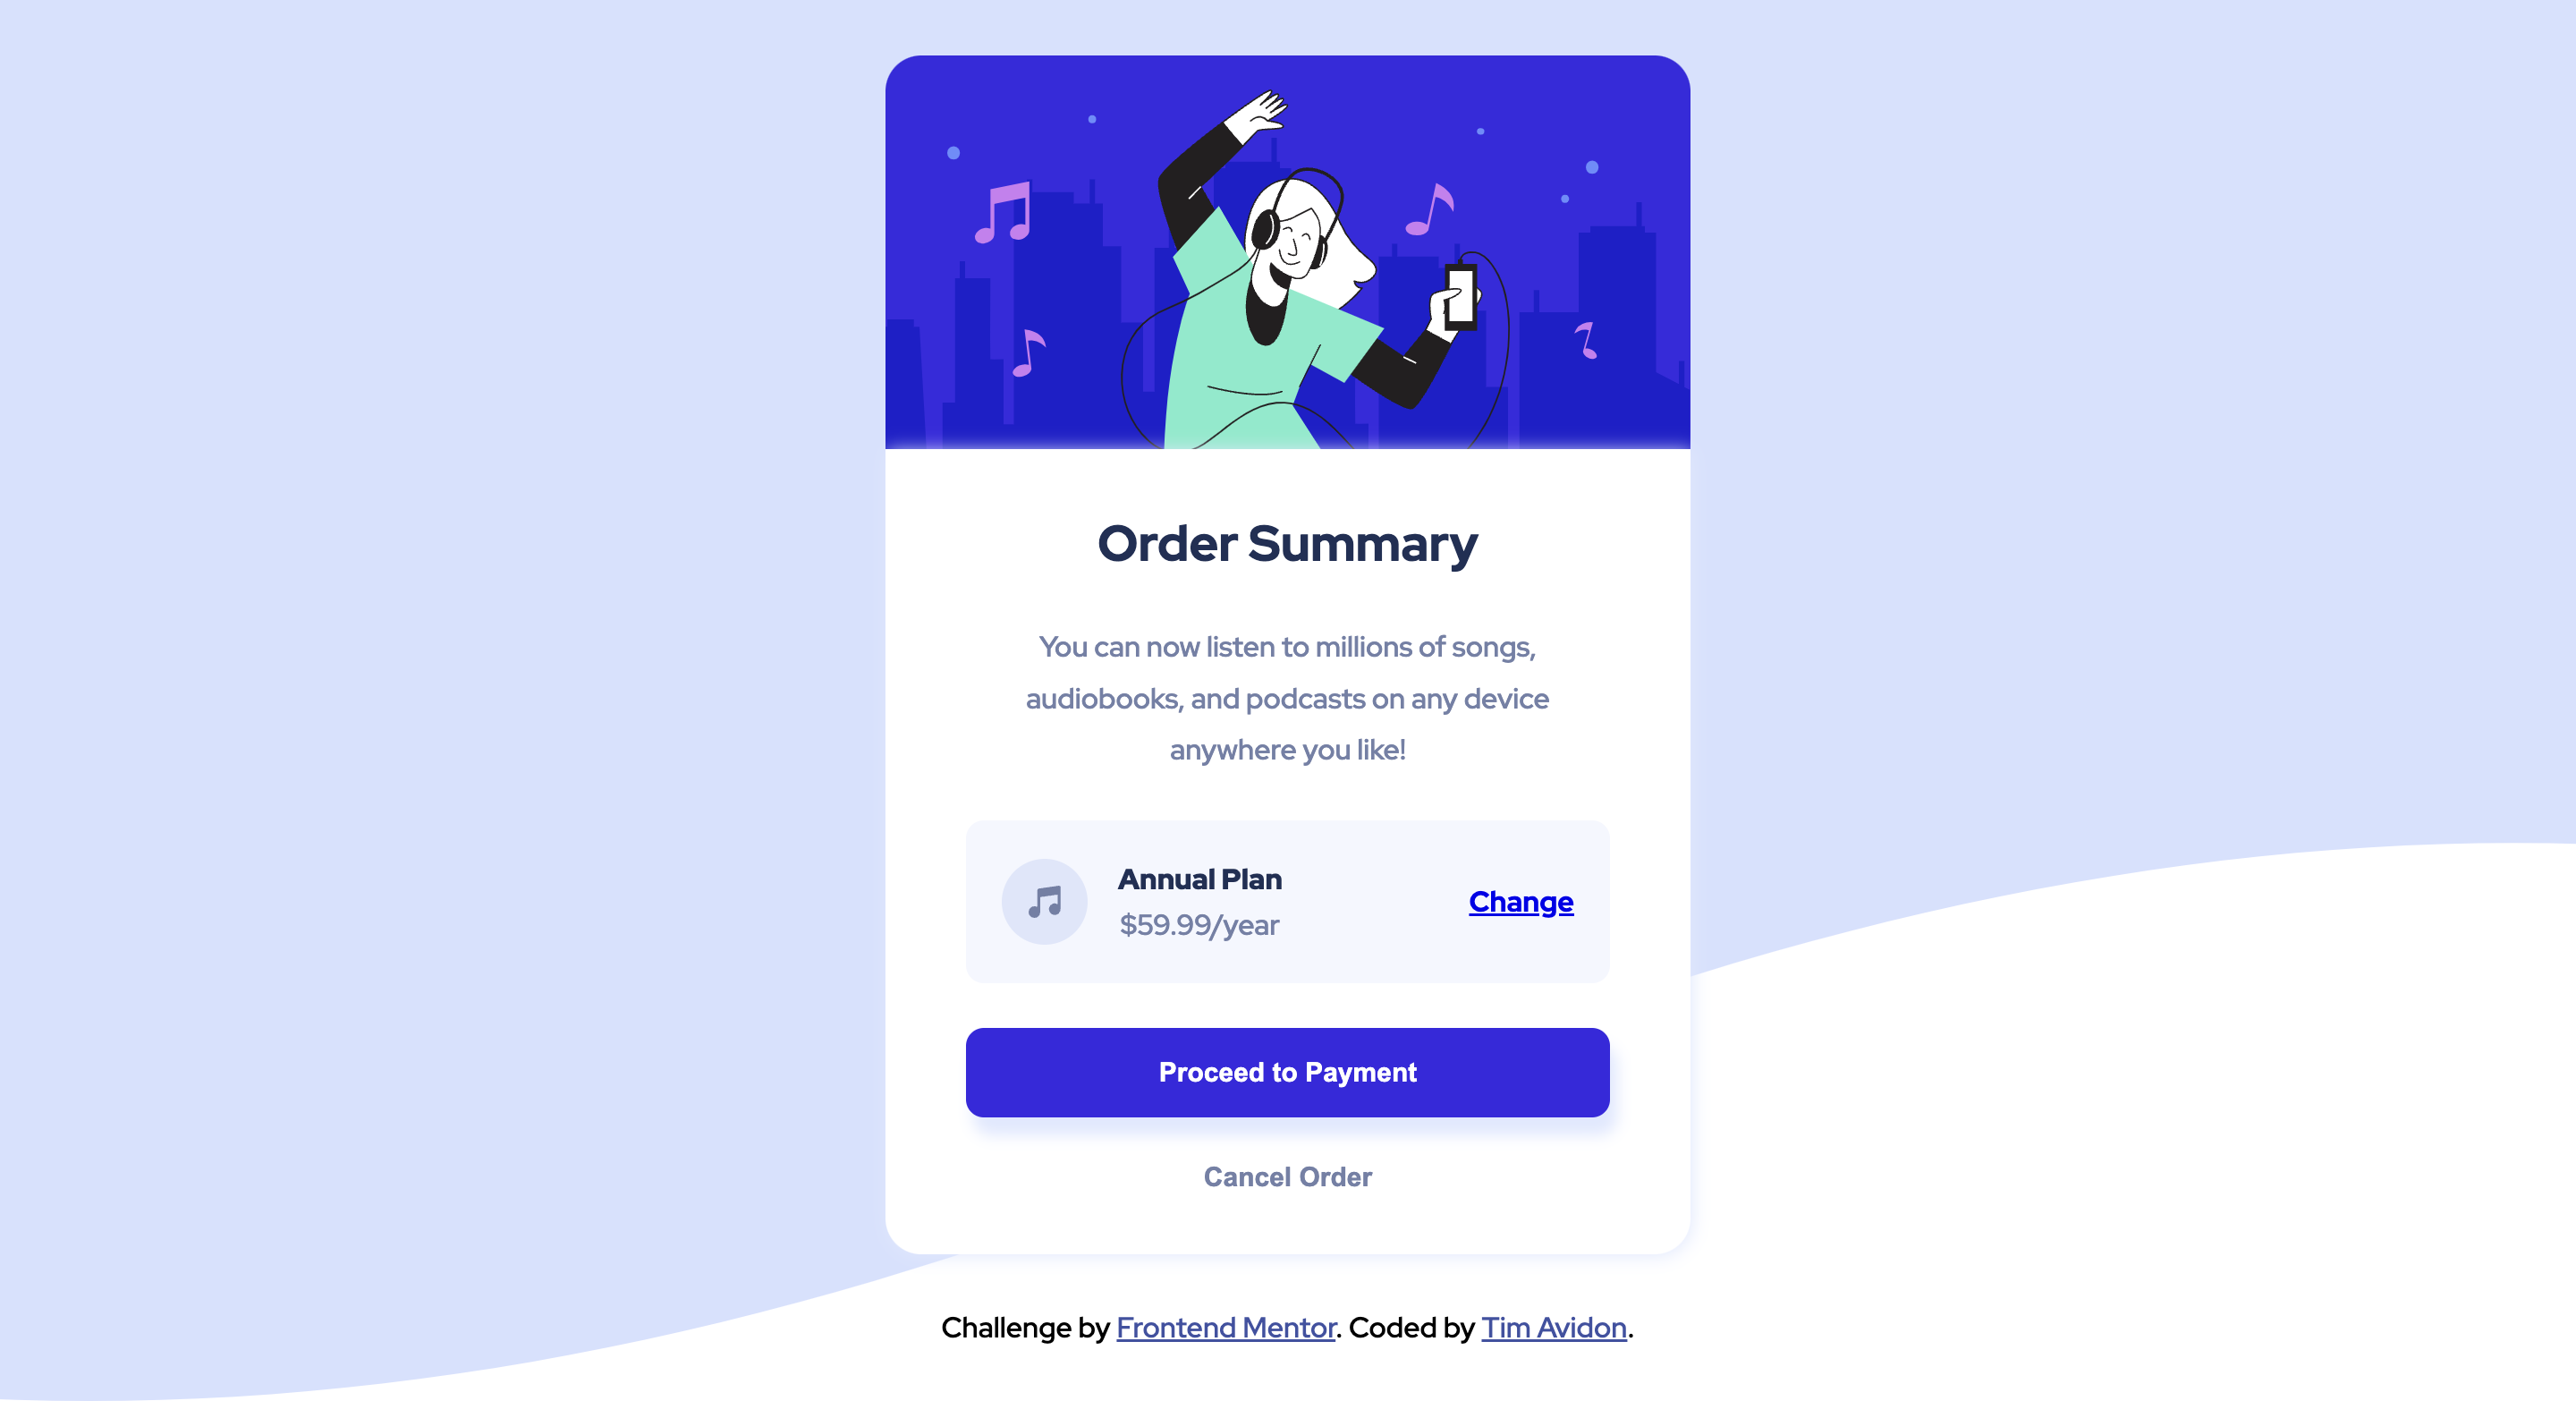 Order Summary
You can now listen to millions of songs,
audiobooks, and podcasts on any device
anywhere you like!
Annual Plan
$59.99/year
Change
Proceed to Payment
Cancel Order
Challenge by Frontend Mentor. Coded by Tim Avidon.